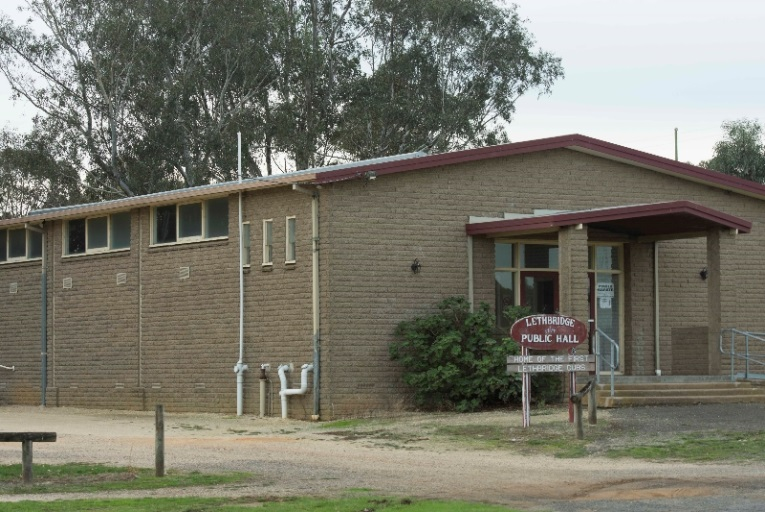 LETHBRIDGE
PUBLIC HALL
HOME OF THE FIRST
LETHBRIDGE CUBS